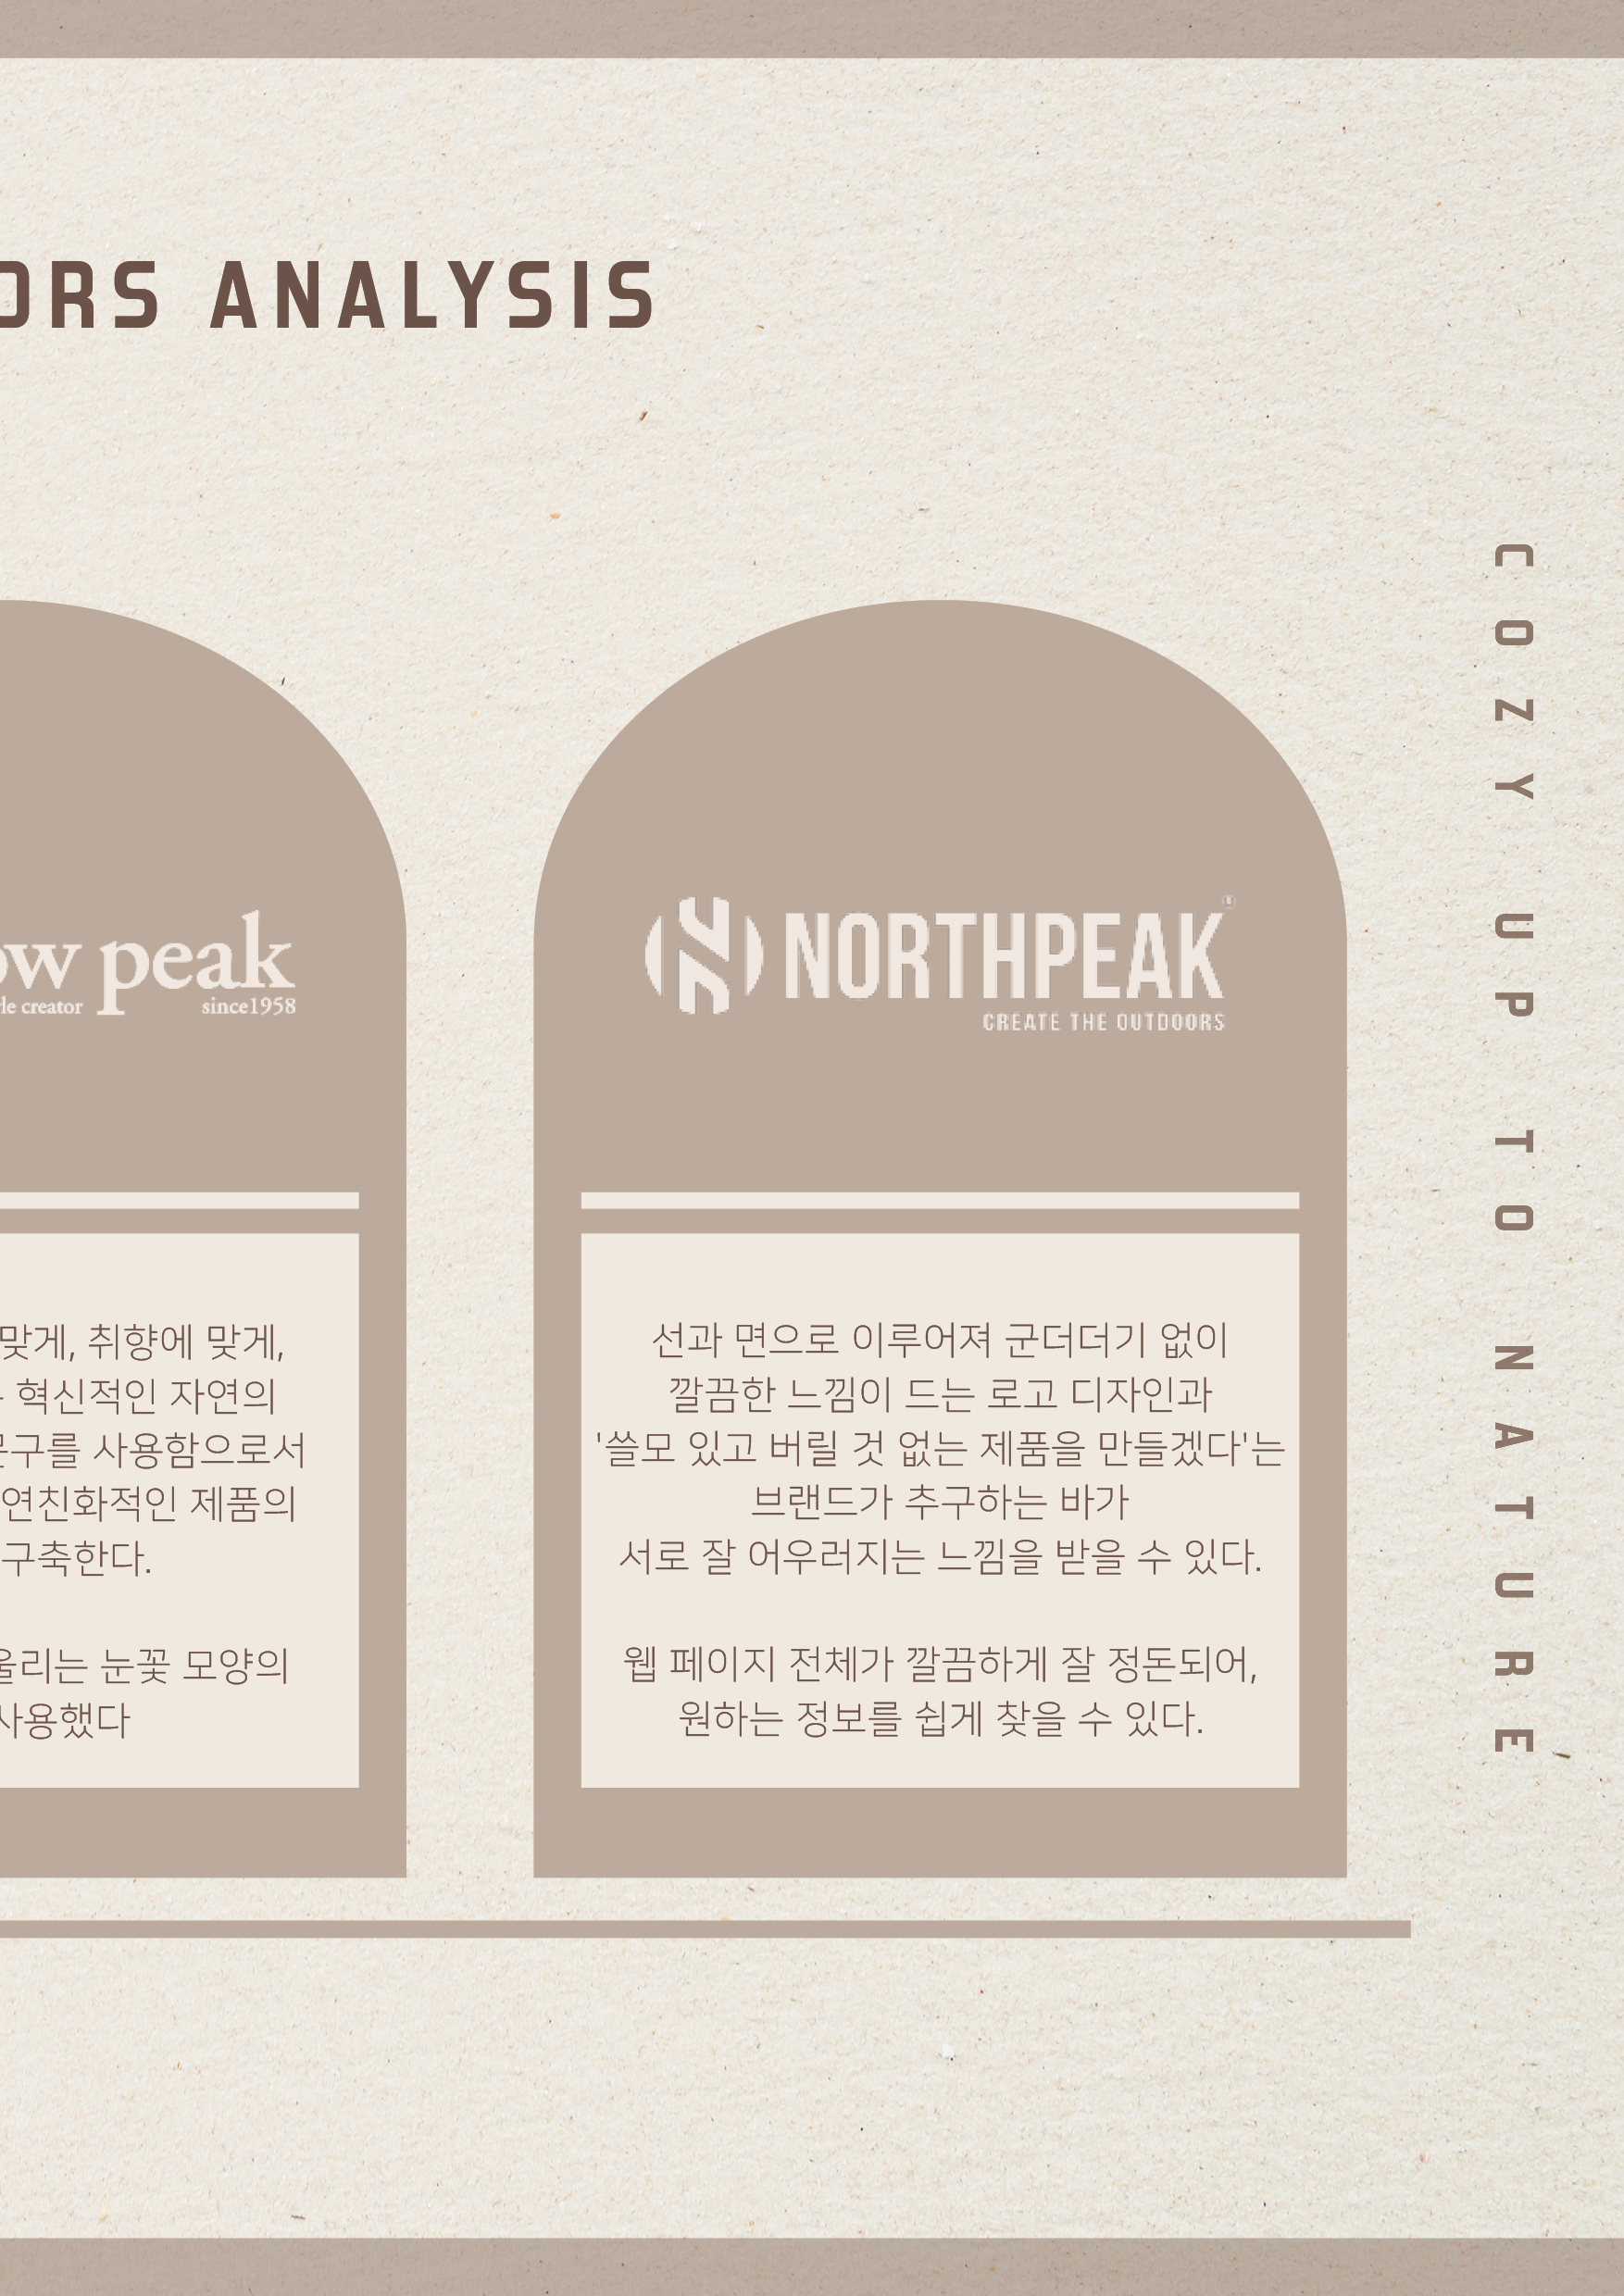 ORS ANALYSIS
ow peak
le creator since1958
맞게, 취향에 맞게,
혁신적인 자연의
문구를 사용함으로서
연친화적인 제품의
구축한다.
울리는 눈꽃 모양의
사용했다
NORTHPEAK
CREATE THE OUTDOORS
선과 면으로 이루어져 군더더기 없이
깔끔한 느낌이 드는 로고 디자인과
'쓸모 있고 버릴 것 없는 제품을 만들겠다'는
브랜드가 추구하는 바가
서로 잘 어우러지는 느낌을 받을 수 있다.
웹 페이지 전체가 깔끔하게 잘 정돈되어,
원하는 정보를 쉽게 찾을 수 있다.
COZY UP TO NATURE